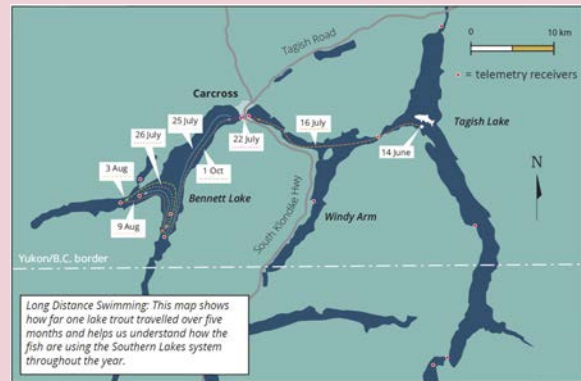 Tagish Road
0
10 km
= telemetry receivers
Carcross
25 July
16 July
Tagish Lake
26 July
22 July
14 June
3 Aug
1 Oct
N
Bennett Lake
9 Aug
South Klondke Hwy
Windy Arm
Yukon/B.C. border
Long Distance Swimming: This map shows
how far one lake trout travelled over five
months and helps us understand how the
fish are using the Southern Lakes system
throughout the year.